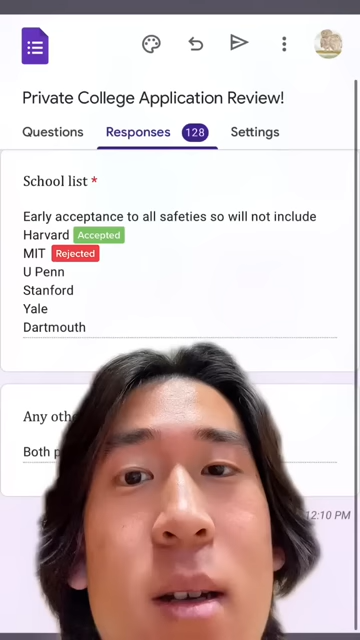 Private College Application Review!
Questions Responses 128 Settings
School list *
Early acceptance to all safeties so will not include
Harvard Accepted
MIT Rejected
U Penn
Stanford
Yale
Dartmouth
Any
Both
12:10 PM